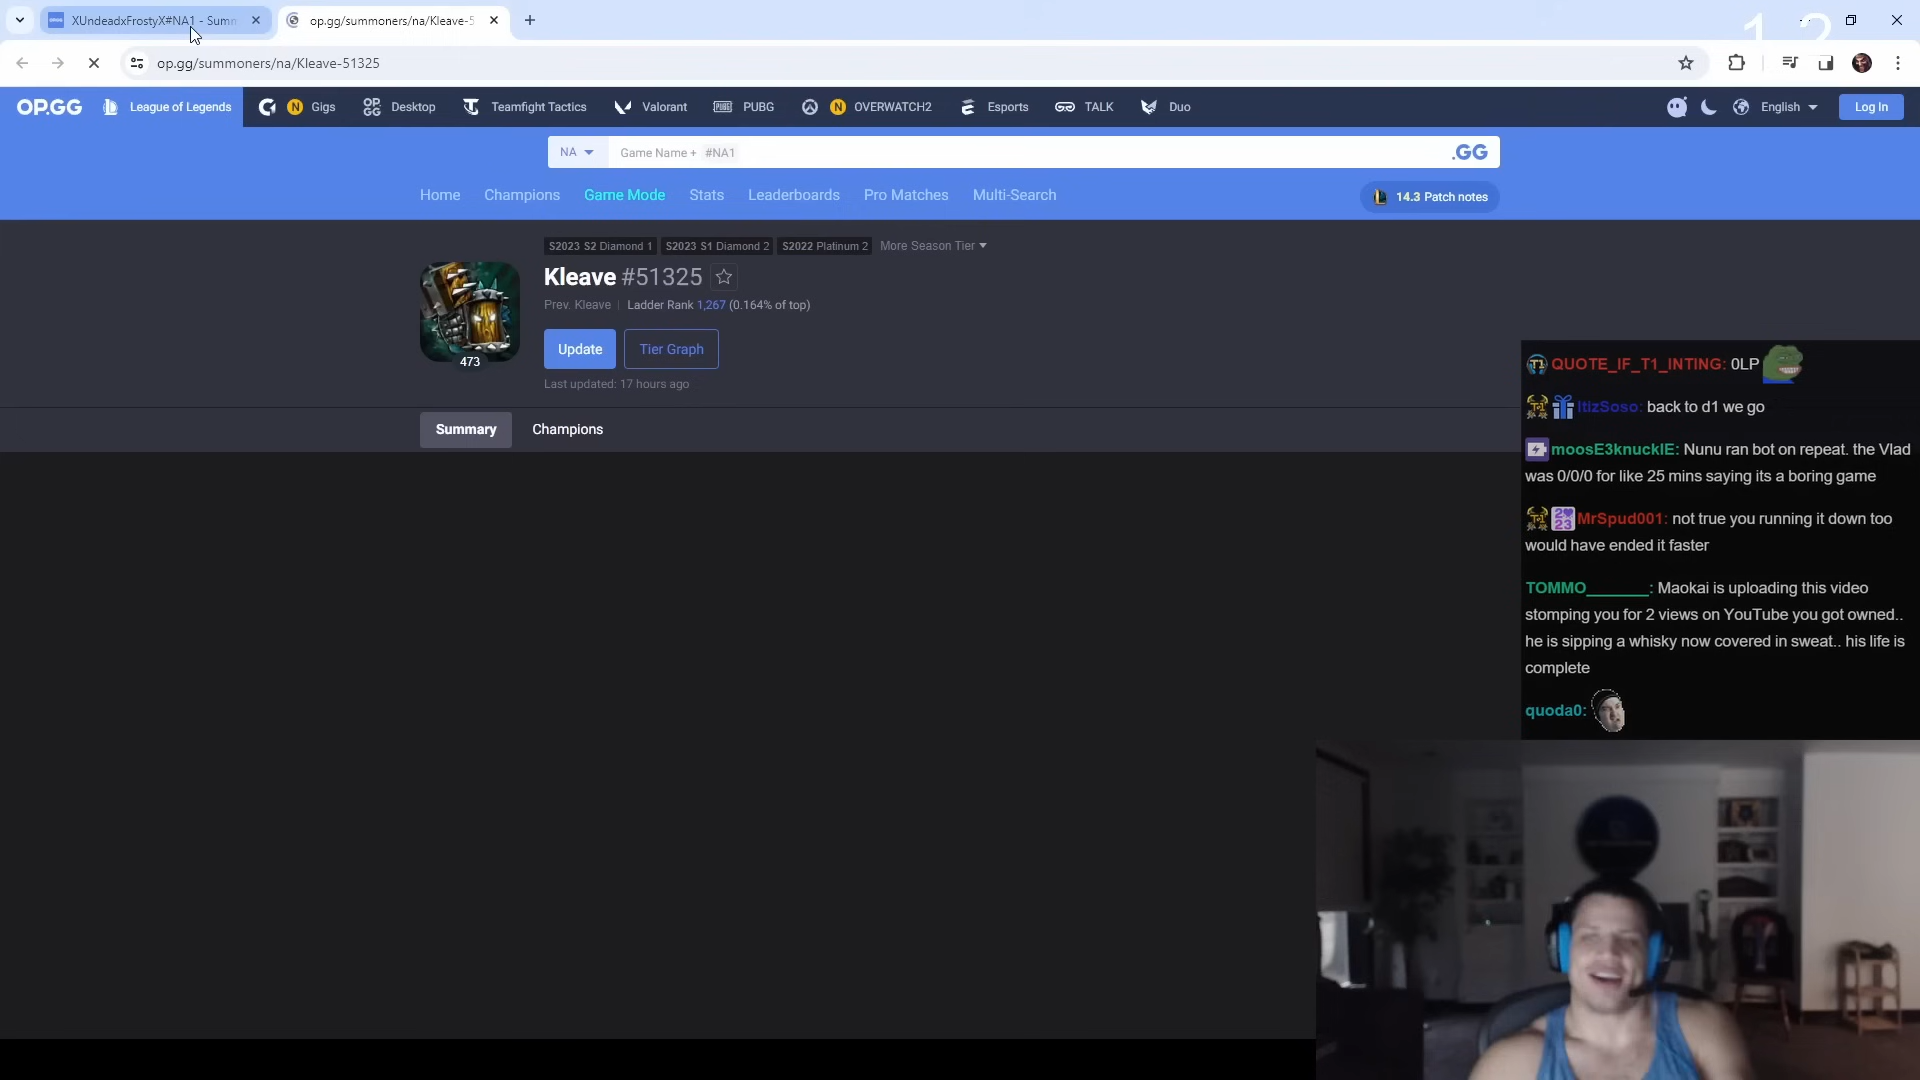 XUndeadxFrostyX#NA1 - Summ
op.gg/summoners/na/Kleave-5
1 2
op.gg/summoners/na/Kleave-51325
OP.GG League of Legends Gigs Desktop Teamfight Tactics Valorant PUBG OVERWATCH2 Esports TALK Duo English Log In
NA Game Name + #NA1 .GG
Home Champions Game Mode Stats Leaderboards Pro Matches Multi-Search 14.3 Patch notes
S2023 S2 Diamond 1 S2023 S1 Diamond 2 S2022 Platinum 2 More Season Tier
Kleave #51325
Prev. Kleave | Ladder Rank 1,267 (0.164% of top)
Update Tier Graph
473
Last updated: 17 hours ago
Summary Champions
QUOTE_IF_T1_INTING: 0LP
ItizSoso: back to d1 we go
moosE3knucklE: Nunu ran bot on repeat. the Vlad
was 0/0/0 for like 25 mins saying its a boring game
MrSpud001: not true you running it down too
would have ended it faster
TOMMO_______: Maokai is uploading this video
stomping you for 2 views on YouTube you got owned..
he is sipping a whisky now covered in sweat.. his life is
complete
quoda0: